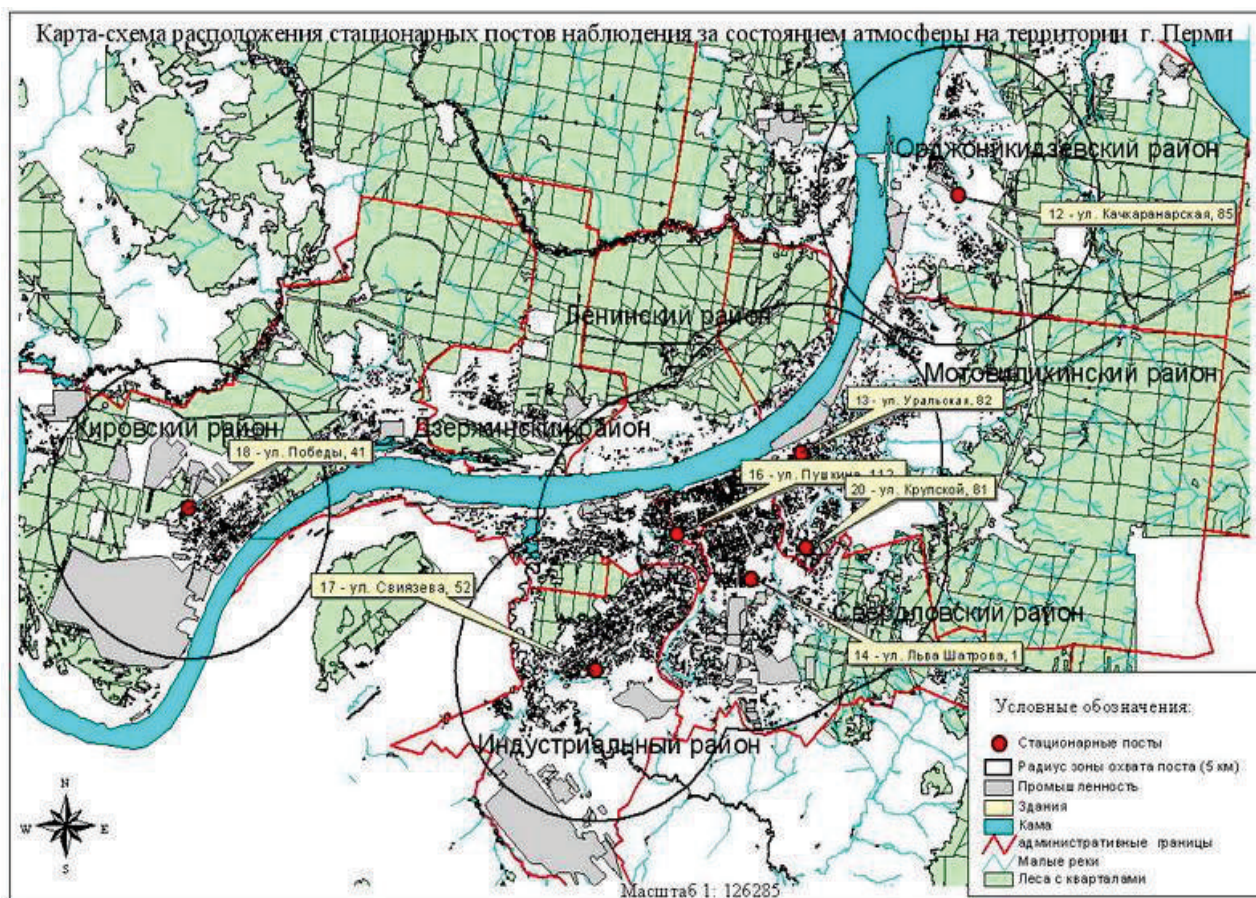 Карта-схема расположения стационарных постов наблюдения за состоянием атмосферы на территории г. Перми
Орджоникидзевский район
12 - ул. Качкаранарская, 85
Ленинский район
Мотовилихинский район
13 - ул. Уральская, 82
Кировский район
Дзержинский район
18 - ул. Победы, 41
16 - ул. Пушкина, 112
20 - ул. Крупской, 81
17 - ул. Свиязева, 52
Свердловский район
14 - ул. Льва Шатрова, 1
Индустриальный район
Условные обозначения:
Стационарные посты
Радиус зоны охвата поста (5 км)
Промышленность
Здания
Кама
административные границы
Малые реки
Леса с кварталами
N
W E
S
Масштаб 1: 126285